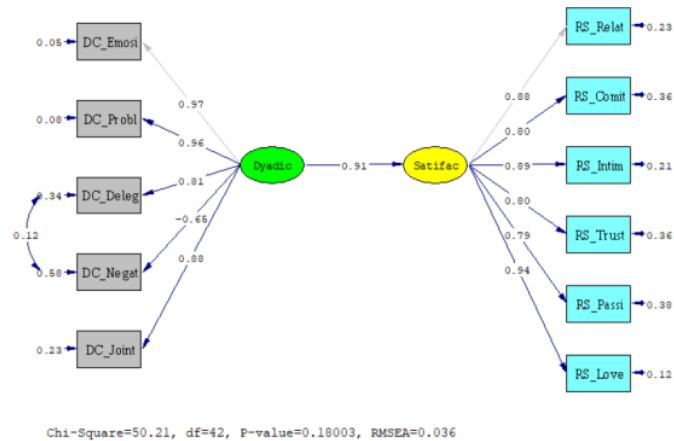 RS_Relat
0.23
DC_Emosi
0.05
0.97
0.88
RS_Comit
0.36
DC_Probl
0.08
0.96
0.80
Dyadic
0.91
Satifac
0.89
RS_Intim
0.21
DC_Deleg
0.34
0.81
0.12
-0.65
0.80
RS_Trust
0.36
DC_Negat
0.58
0.88
0.79
RS_Passi
0.38
DC_Joint
0.23
0.94
RS_Love
0.12
Chi-Square=50.21, df=42, P-value=0.18003, RMSEA=0.036